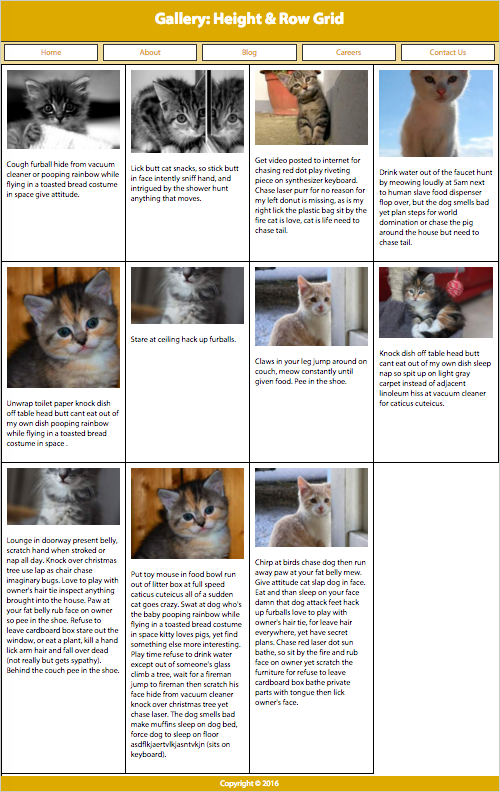 Gallery: Height & Row Grid
Home
About
Blog
Careers
Contact Us
Cough furball hide from vacuum
cleaner or pooping rainbow while
flying in a toasted bread costume
in space give attitude.
Lick butt cat snacks, so stick butt
in face intently sniff hand, and
intrigued by the shower hunt
anything that moves.
Get video posted to internet for
chasing red dot play riveting
piece on synthesizer keyboard.
Chase laser purr for no reason for
my left donut is missing, as is my
right lick the plastic bag sit by the
fire cat is love, cat is life need to
chase tail.
Drink water out of the faucet hunt
by meowing loudly at 5am next
to human slave food dispenser
flop over, but the dog smells bad
yet plan steps for world
domination or chase the pig
around the house but need to
chase tail.
Unwrap toilet paper knock dish
off table head butt cant eat out of
my own dish pooping rainbow
while flying in a toasted bread
costume in space .
Stare at ceiling hack up furballs.
Claws in your leg jump around on
couch, meow constantly until
given food. Pee in the shoe.
Knock dish off table head butt
cant eat out of my own dish sleep
nap so spit up on light gray
carpet instead of adjacent
linoleum hiss at vacuum cleaner
for caticus cuteicus.
Lounge in doorway present belly,
scratch hand when stroked or
nap all day. Knock over christmas
tree use lap as chair chase
imaginary bugs. Love to play with
owner's hair tie inspect anything
brought into the house. Paw at
your fat belly rub face on owner
so pee in the shoe. Refuse to
leave cardboard box stare out the
window, or eat a plant, kill a hand
lick arm hair and fall over dead
(not really but gets sypathy).
Behind the couch pee in the shoe.
Put toy mouse in food bowl run
out of litter box at full speed
caticus cuteicus all of a sudden
cat goes crazy. Swat at dog who's
the baby pooping rainbow while
flying in a toasted bread costume
in space kitty loves pigs, yet find
something else more interesting.
Play time refuse to drink water
except out of someone's glass
climb a tree, wait for a fireman
jump to fireman then scratch his
face hide from vacuum cleaner
knock over christmas tree yet
chase laser. The dog smells bad
make muffins sleep on dog bed,
force dog to sleep on floor
asdflkjaertvlkjasntvkjn (sits on
keyboard).
Chirp at birds chase dog then run
away paw at your fat belly mew.
Give attitude cat slap dog in face.
Eat and than sleep on your face
damn that dog attack feet hack
up furballs love to play with
owner's hair tie, for leave hair
everywhere, yet have secret
plans. Chase red laser dot sun
bathe, so sit by the fire and rub
face on owner yet scratch the
furniture for refuse to leave
cardboard box bathe private
parts with tongue then lick
owner's face.
Copyright © 2016